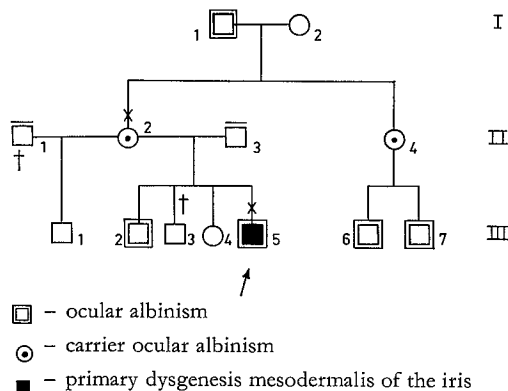 1 2 I
1 2 3 4 II
1 2 3 4 5 6 7 III
– ocular albinism
– carrier ocular albinism
– primary dysgenesis mesodermalis of the iris